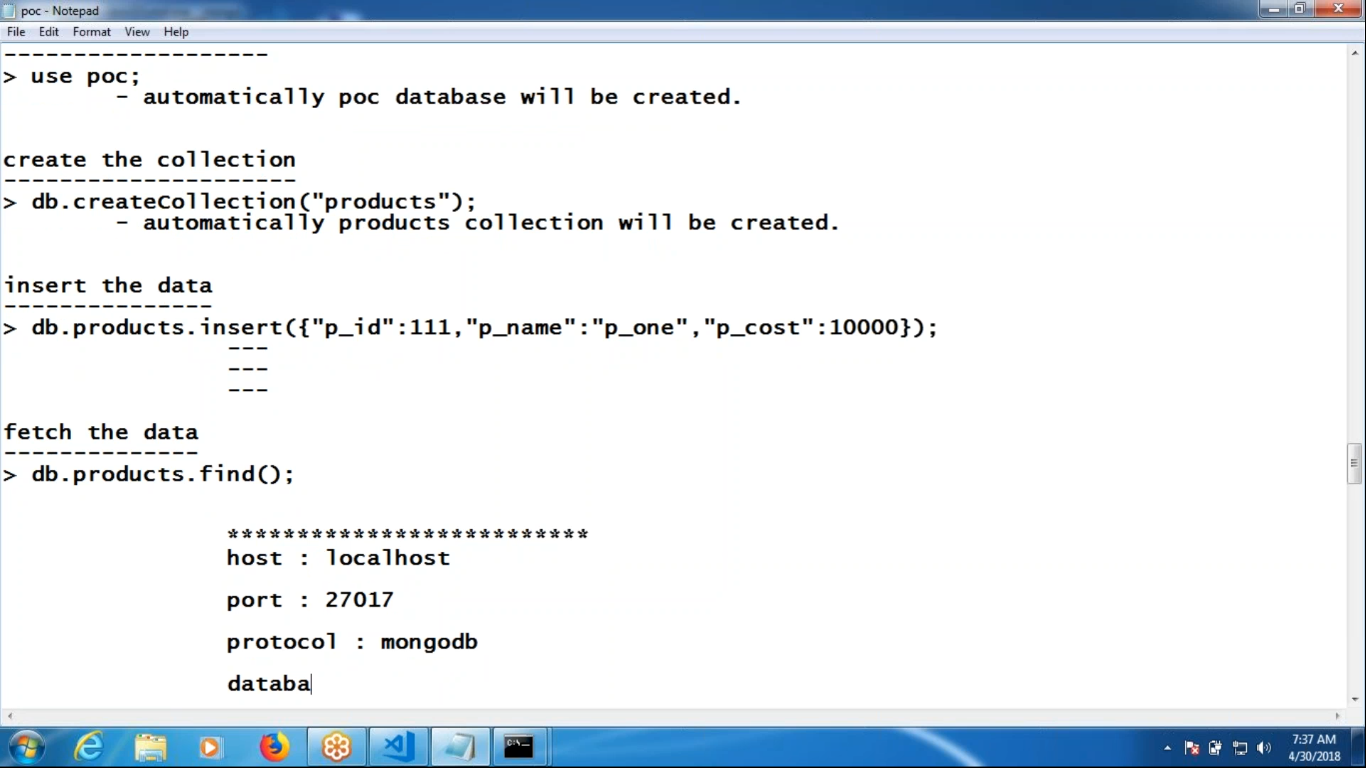 poc - Notepad
File Edit Format View Help
-------------------
> use poc;
- automatically poc database will be created.
create the collection
---------------------
> db.createCollection("products");
- automatically products collection will be created.
insert the data
---------------
> db.products.insert({"p_id":111,"p_name":"p_one","p_cost":10000});
---
---
---
fetch the data
--------------
> db.products.find();
**************************
host : localhost
port : 27017
protocol : mongodb
databa
7:37 AM
4/30/2018